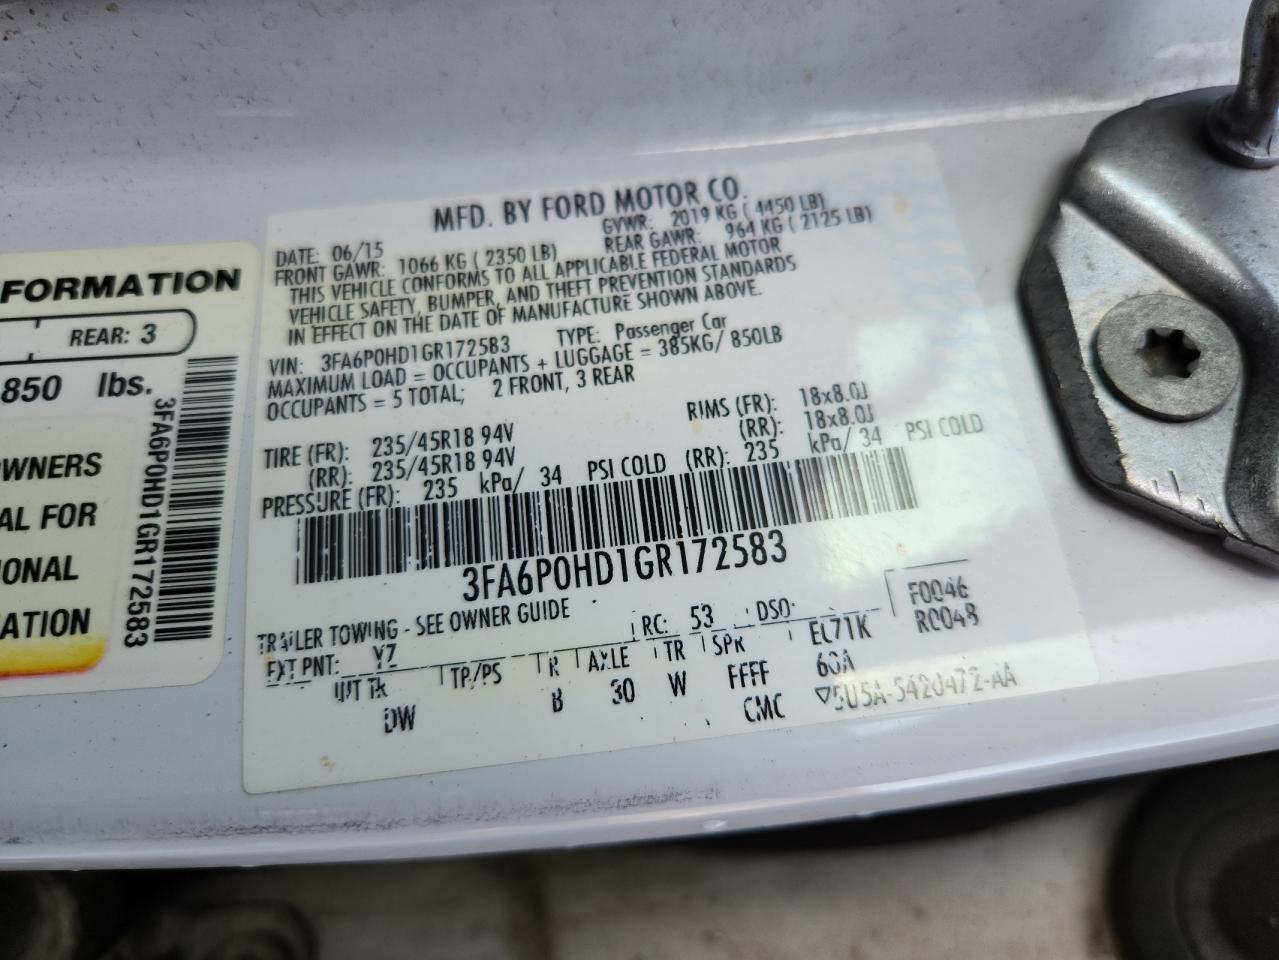 FORMATION
REAR: 3
850 lbs.
OWNERS
AL FOR
IONAL
ATION
3FA6P0HD1GR172583
MFD. BY FORD MOTOR CO.
DATE: 06/15 GVWR: 2019 KG ( 4450 LB)
FRONT GAWR: 1066 KG ( 2350 LB) REAR GAWR: 964 KG ( 2125 LB)
THIS VEHICLE CONFORMS TO ALL APPLICABLE FEDERAL MOTOR
VEHICLE SAFETY, BUMPER, AND THEFT PREVENTION STANDARDS
IN EFFECT ON THE DATE OF MANUFACTURE SHOWN ABOVE.
VIN: 3FA6P0HD1GR172583 TYPE: Passenger Car
MAXIMUM LOAD = OCCUPANTS + LUGGAGE = 385KG/ 850LB
OCCUPANTS = 5 TOTAL; 2 FRONT, 3 REAR
TIRE (FR): 235/45R18 94V RIMS (FR): 18x8.0J
(RR): 235/45R18 94V (RR): 18x8.0J
PRESSURE (FR): 235 kPa/ 34 PSI COLD (RR): 235 kPa/ 34 PSI COLD
3FA6P0HD1GR172583
TRAILER TOWING - SEE OWNER GUIDE
EXT PNT: YZ RC: 53 DSO: F0046
INT TR TP/PS R AXLE TR SPR R0048
DW B 30 W FFFF 60A
CMC